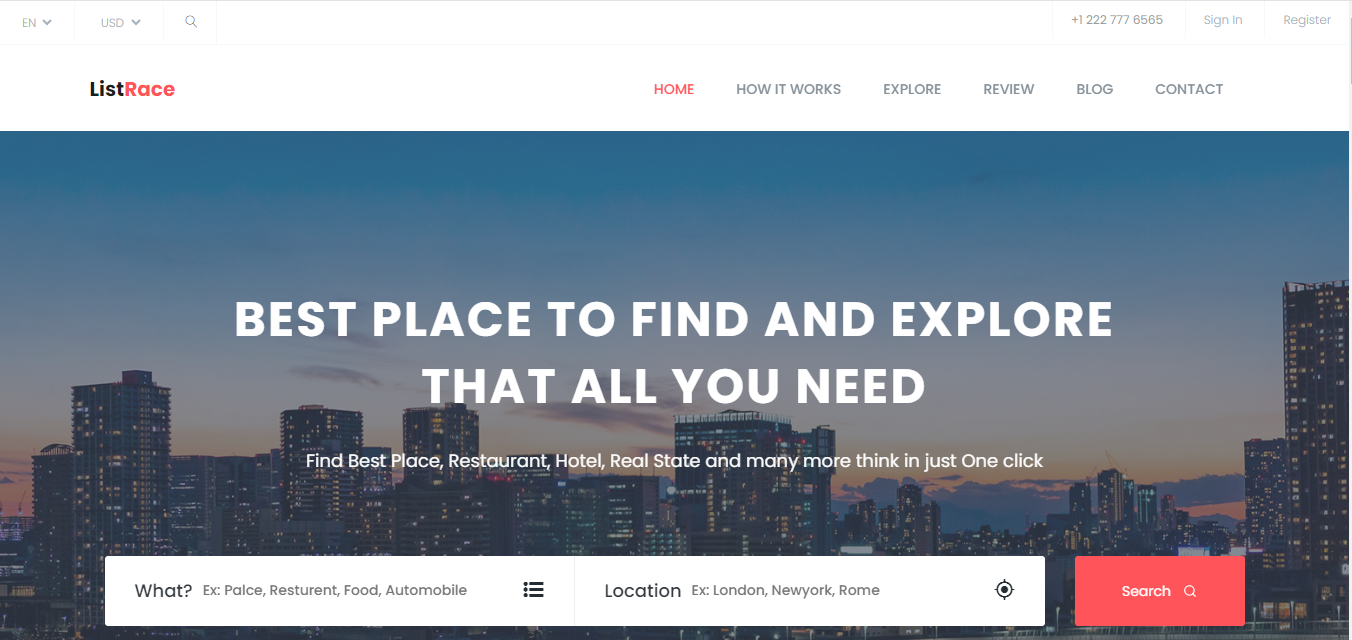 EN USD +1 222 777 6565 Sign In Register
ListRace HOME HOW IT WORKS EXPLORE REVIEW BLOG CONTACT
BEST PLACE TO FIND AND EXPLORE
THAT ALL YOU NEED
Find Best Place, Restaurant, Hotel, Real State and many more think in just One click
What? Ex: Palce, Resturent, Food, Automobile Location Ex: London, Newyork, Rome Search